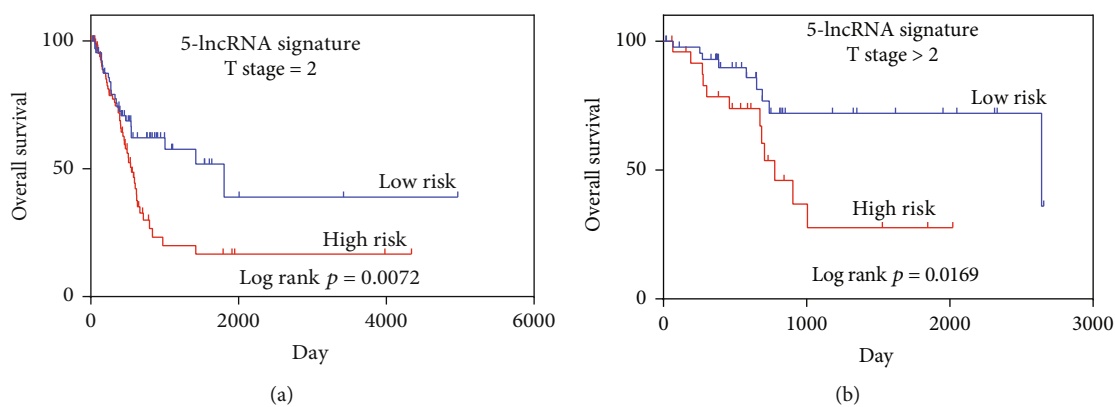 5-lncRNA signature
T stage = 2
100
50
0
Overall survival
Low risk
High risk
Log rank p = 0.0072
0
2000
4000
6000
Day
(a)
5-lncRNA signature
T stage > 2
100
50
0
Overall survival
Low risk
High risk
Log rank p = 0.0169
0
1000
2000
3000
Day
(b)